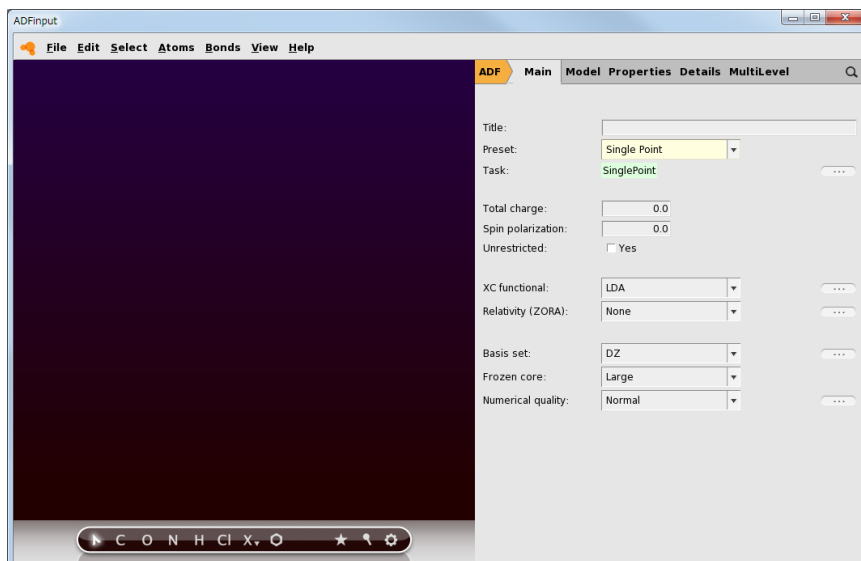 ADFinput
File Edit Select Atoms Bonds View Help
ADF Main Model Properties Details MultiLevel
Title:
Preset: Single Point
Task: SinglePoint ...
Total charge: 0.0
Spin polarization: 0.0
Unrestricted: Yes
XC functional: LDA ...
Relativity (ZORA): None ...
Basis set: DZ ...
Frozen core: Large
Numerical quality: Normal ...
C O N H Cl X